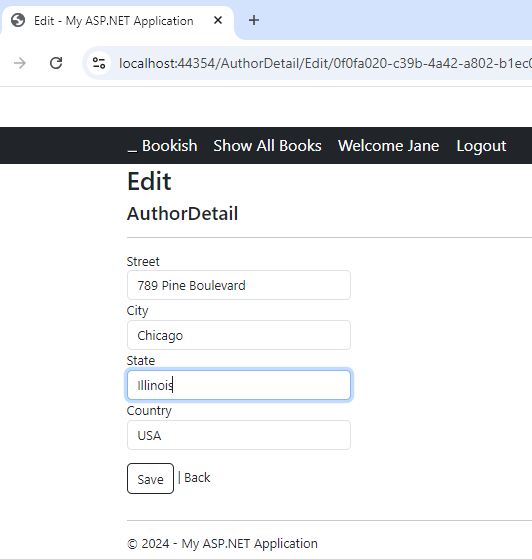 Edit - My ASP.NET Application
localhost:44354/AuthorDetail/Edit/0f0fa020-c39b-4a42-a802-b1ec0
_ Bookish Show All Books Welcome Jane Logout
Edit
AuthorDetail
Street
789 Pine Boulevard
City
Chicago
State
Illinois
Country
USA
Save | Back
© 2024 - My ASP.NET Application